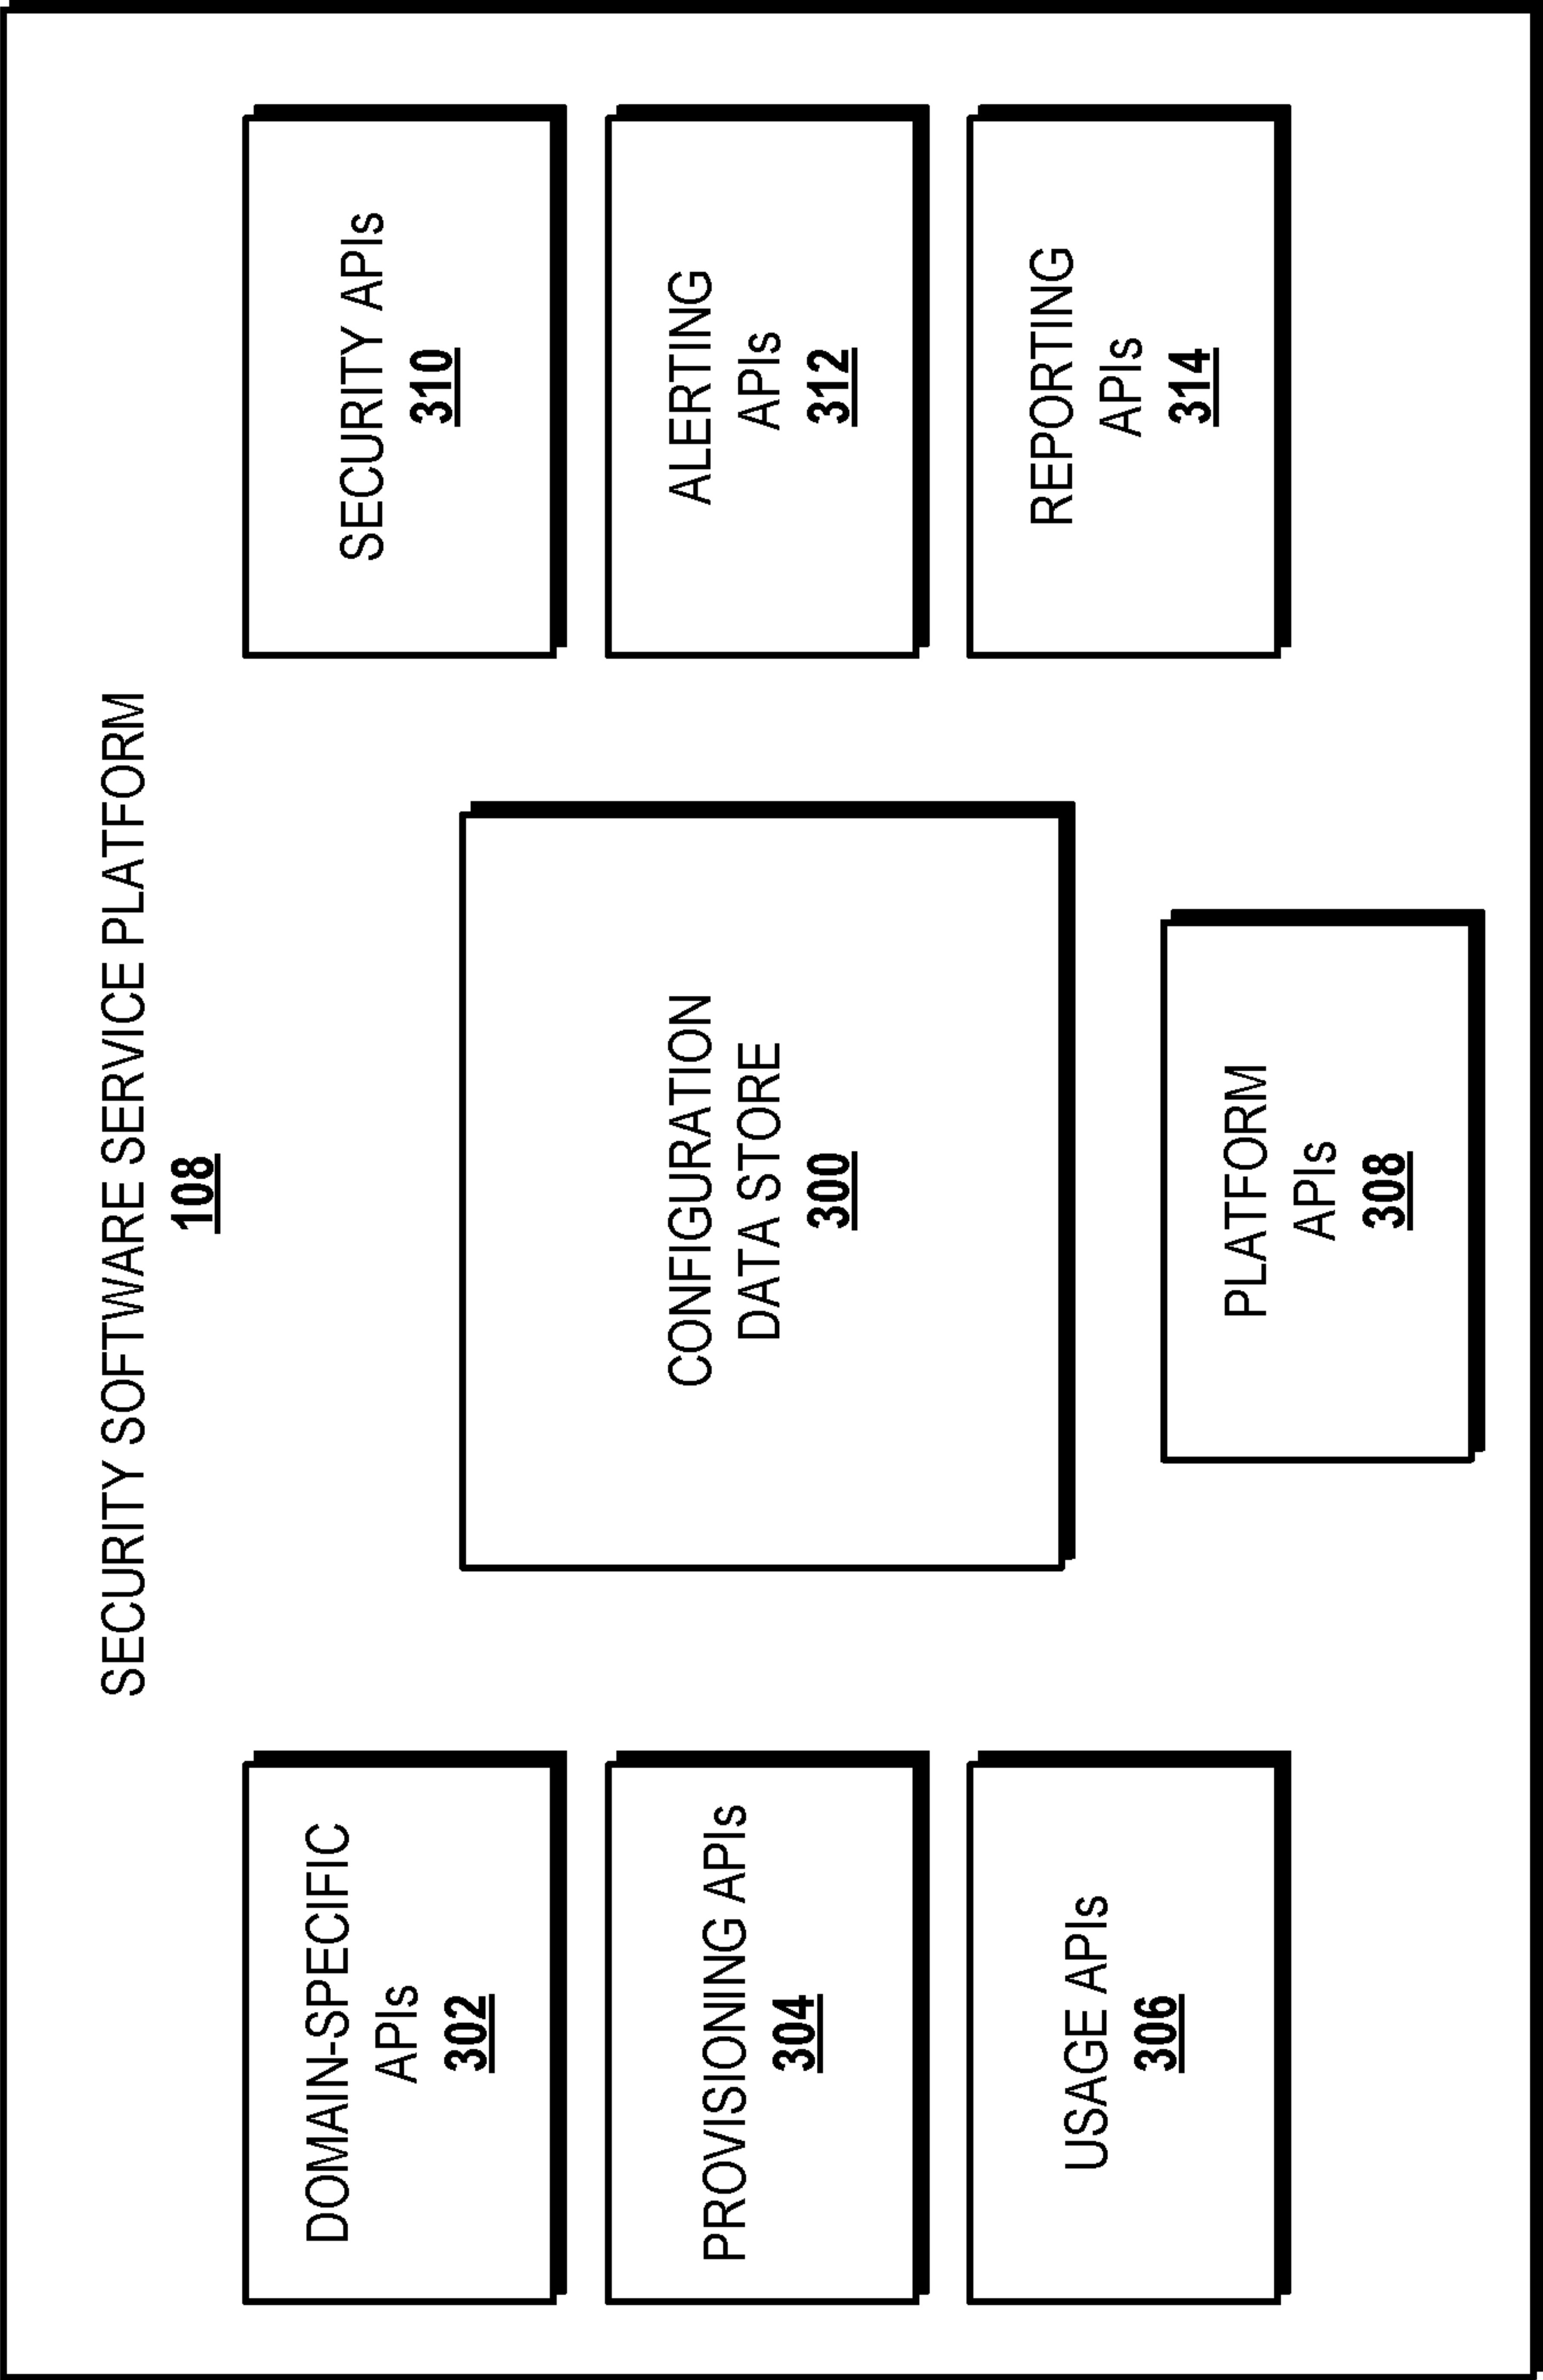 SECURITY SOFTWARE SERVICE PLATFORM
108
DOMAIN-SPECIFIC
APIs
302
PROVISIONING APIs
304
USAGE APIs
306
CONFIGURATION
DATA STORE
300
PLATFORM
APIs
308
SECURITY APIs
310
ALERTING
APIs
312
REPORTING
APIs
314